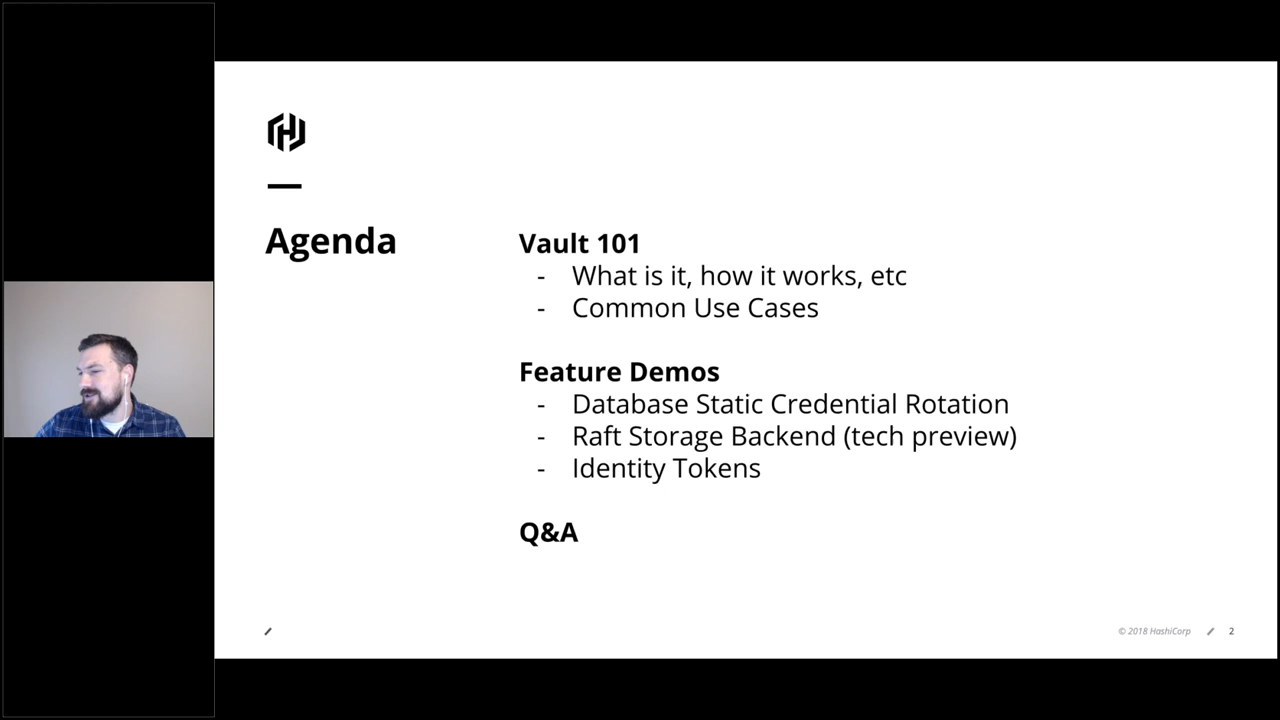 Agenda
Vault 101
- What is it, how it works, etc
- Common Use Cases
Feature Demos
- Database Static Credential Rotation
- Raft Storage Backend (tech preview)
- Identity Tokens
Q&A
© 2018 HashiCorp
2